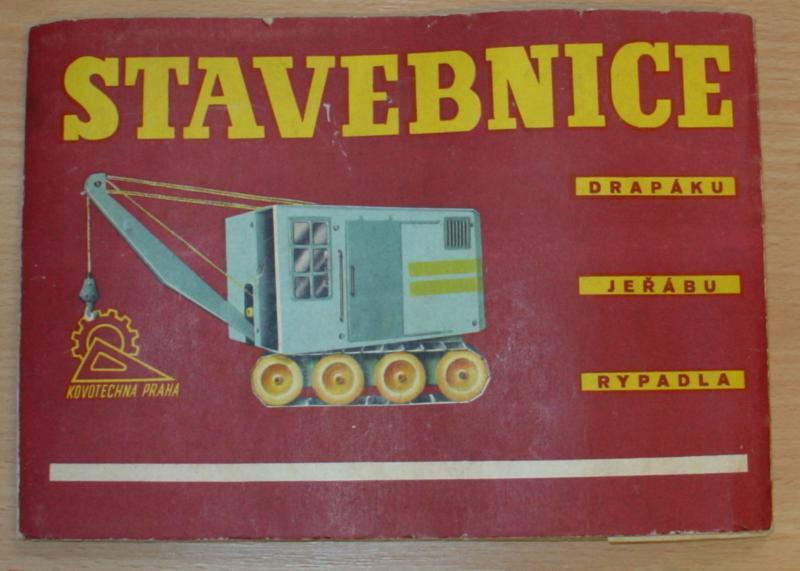 STAVEBNICE
DRAPÁKU
JEŘÁBU
RYPADLA
KOVOTECHNA PRAHA